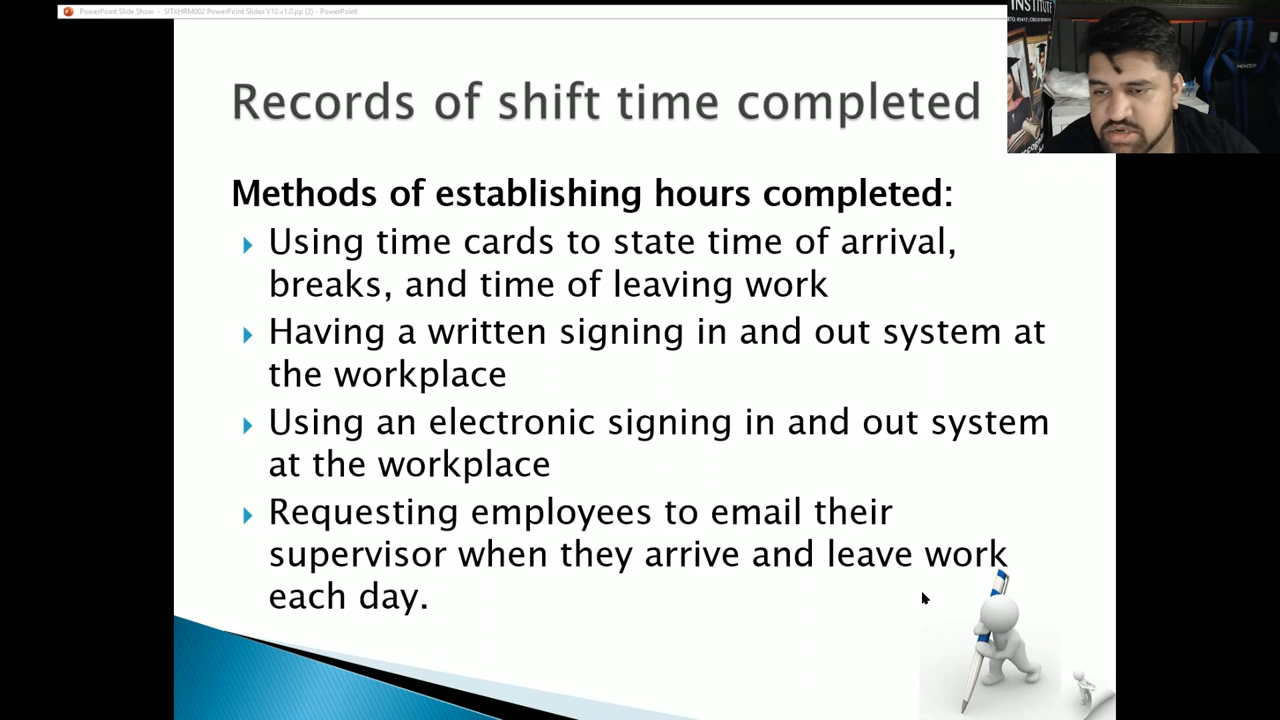 PowerPoint Slide Show - SITXHRM002 PowerPoint Slides V10.v1.0.pp (2) - PowerPoint
INSTITUTE
Records of shift time completed
Methods of establishing hours completed:
Using time cards to state time of arrival,
breaks, and time of leaving work
Having a written signing in and out system at
the workplace
Using an electronic signing in and out system
at the workplace
Requesting employees to email their
supervisor when they arrive and leave work
each day.